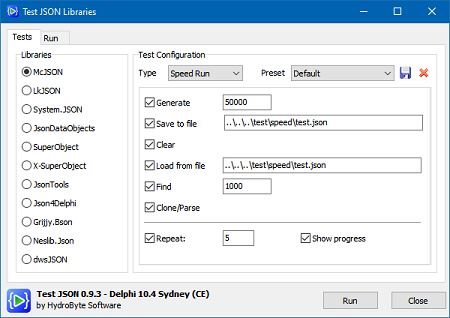 Test JSON Libraries
Tests Run
Libraries
McJSON
LkJSON
System.JSON
JsonDataObjects
SuperObject
X-SuperObject
JsonTools
Json4Delphi
Grijjy.Bson
Neslib.Json
dwsJSON
Test Configuration
Type Speed Run Preset Default
Generate 50000
Save to file ..\..\..\test\speed\test.json
Clear
Load from file ..\..\..\test\speed\test.json
Find 1000
Clone/Parse
Repeat: 5 Show progress
Test JSON 0.9.3 - Delphi 10.4 Sydney (CE)
by HydroByte Software
Run Close